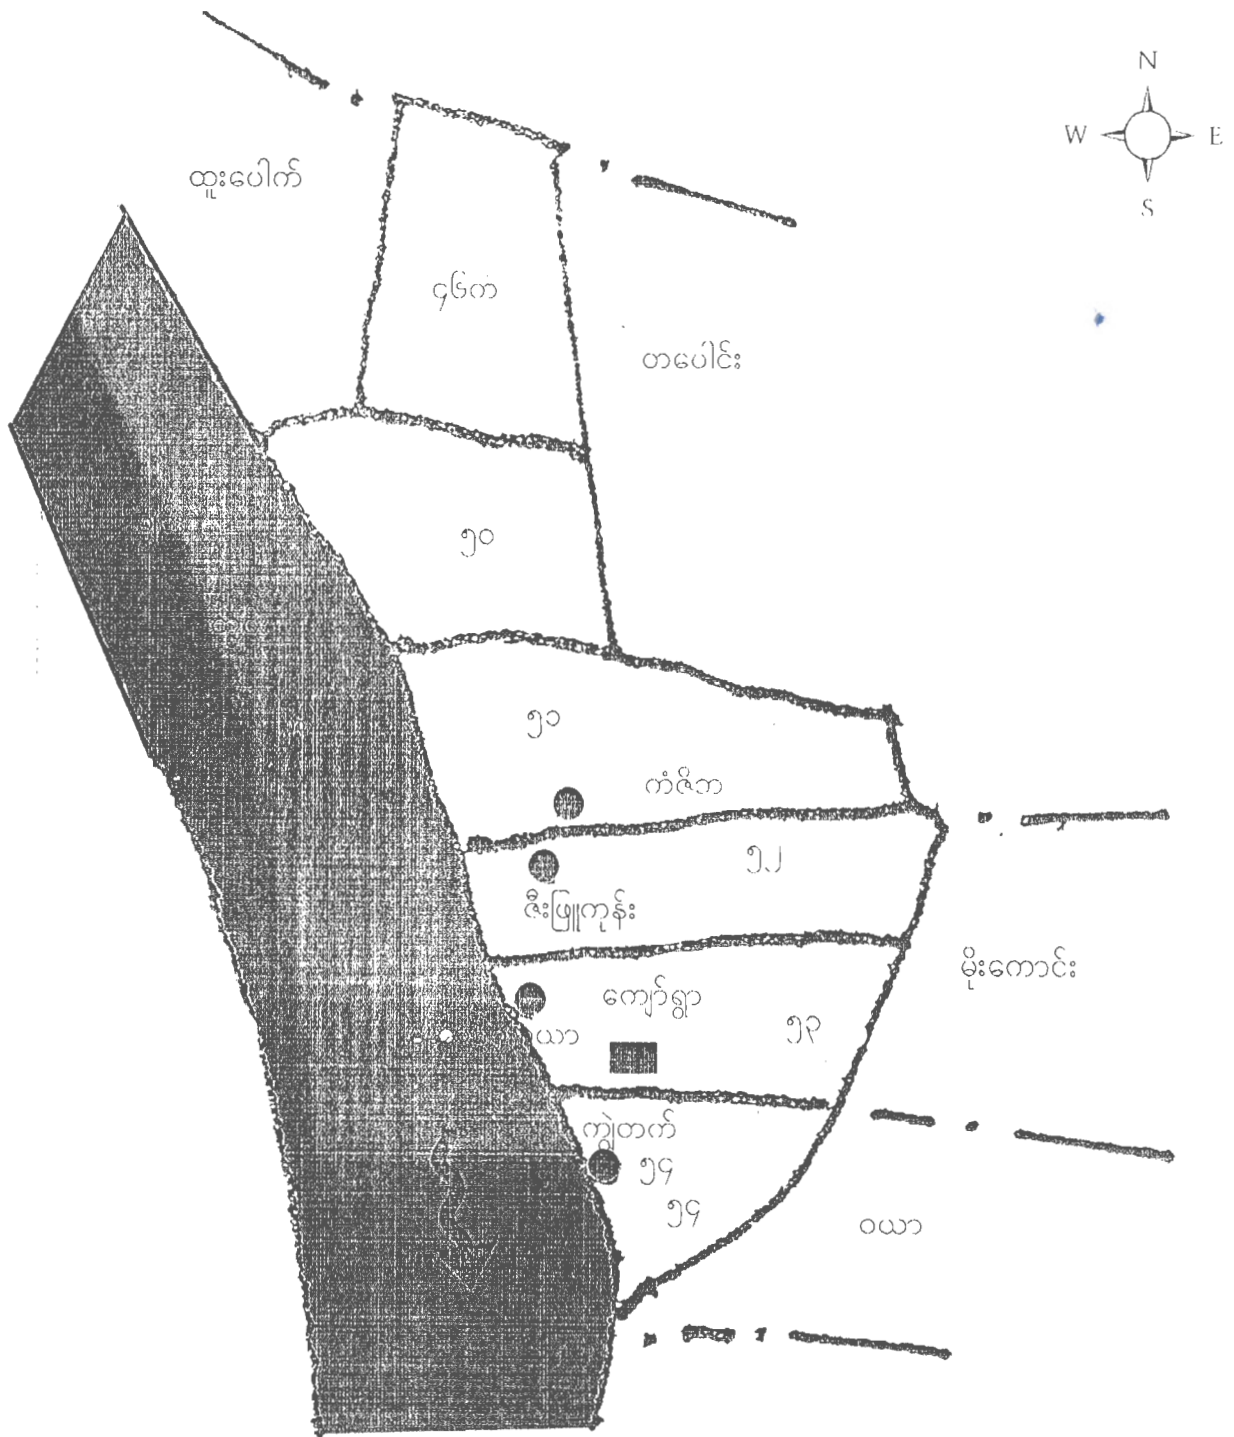 N
W E
S
ထူးပေါက်
၄၆က
တပေါင်း
၅၀
၅၁
ကံဇိဘ
၅၂
ဇီးဖြူကုန်း
မိုးကောင်း
ကျော်ရွာ
၅၃
ယာ
ကျွဲတက်
၅၄
၅၄
ဝယာ